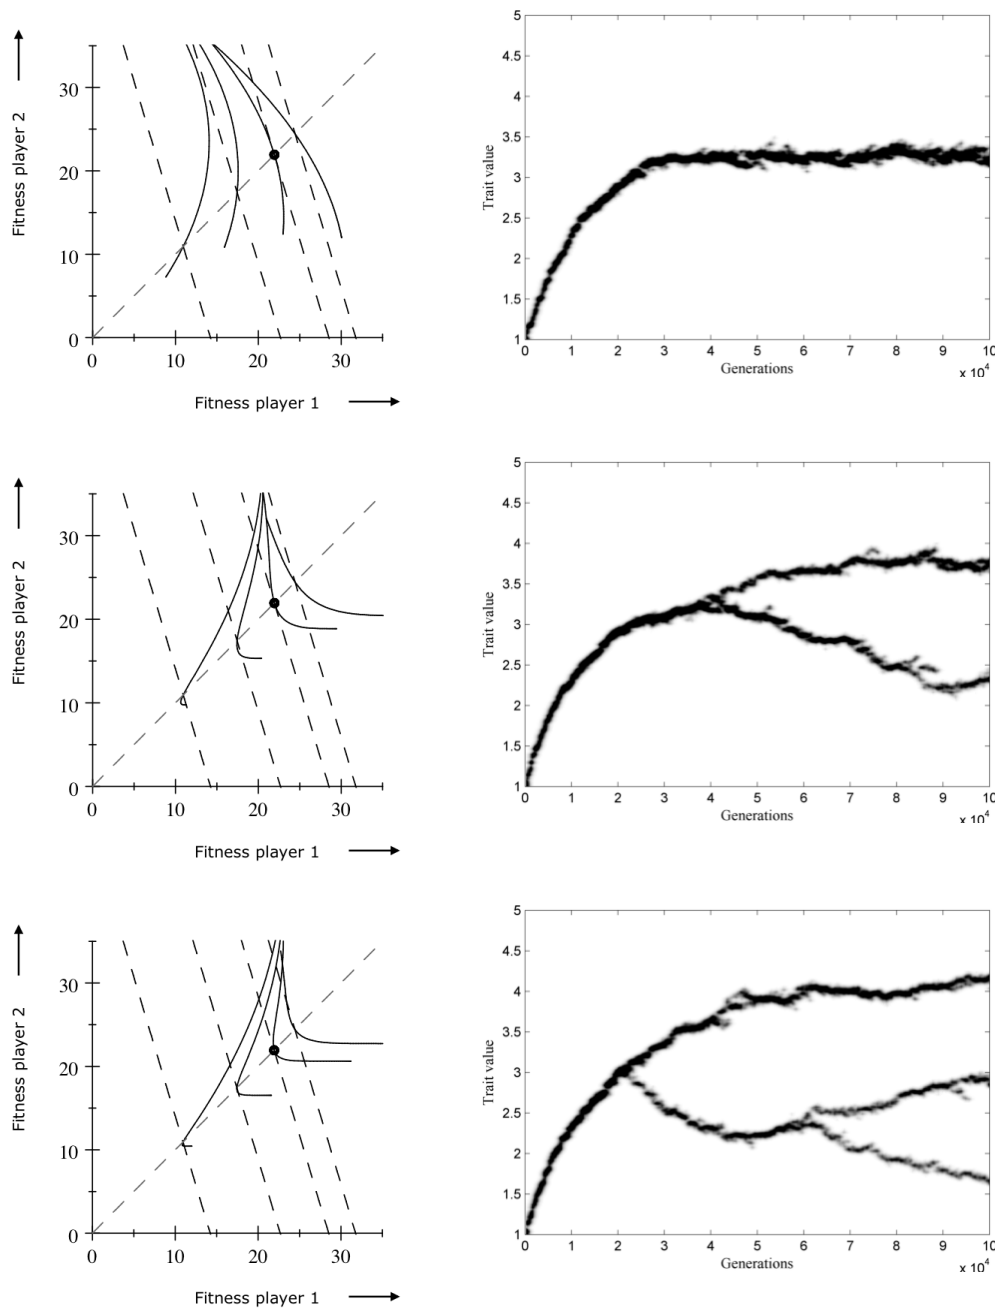 Fitness player 2
30
20
10
0
0 10 20 30
Fitness player 1
Trait value
5
4.5
4
3.5
3
2.5
2
1.5
1
0 1 2 3 4 5 6 7 8 9 10
Generations
x 10^4
Fitness player 2
30
20
10
0
0 10 20 30
Fitness player 1
Trait value
5
4.5
4
3.5
3
2.5
2
1.5
1
0 1 2 3 4 5 6 7 8 9 10
Generations
x 10^4
Fitness player 2
30
20
10
0
0 10 20 30
Fitness player 1
Trait value
5
4.5
4
3.5
3
2.5
2
1.5
1
0 1 2 3 4 5 6 7 8 9 10
Generations
x 10^4